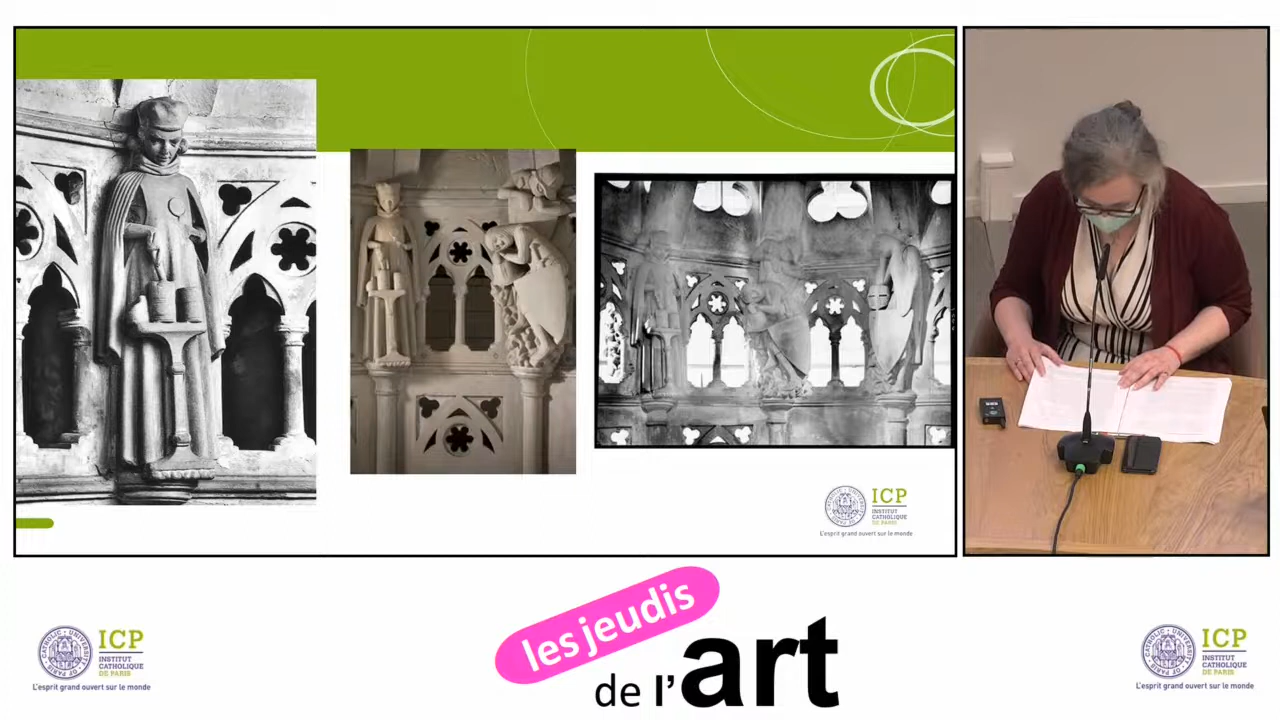 ICP
INSTITUT
CATHOLIQUE
DE PARIS
L'esprit grand ouvert sur le monde
les jeudis
de l'art
ICP
INSTITUT
CATHOLIQUE
DE PARIS
L'esprit grand ouvert sur le monde
ICP
INSTITUT
CATHOLIQUE
DE PARIS
L'esprit grand ouvert sur le monde